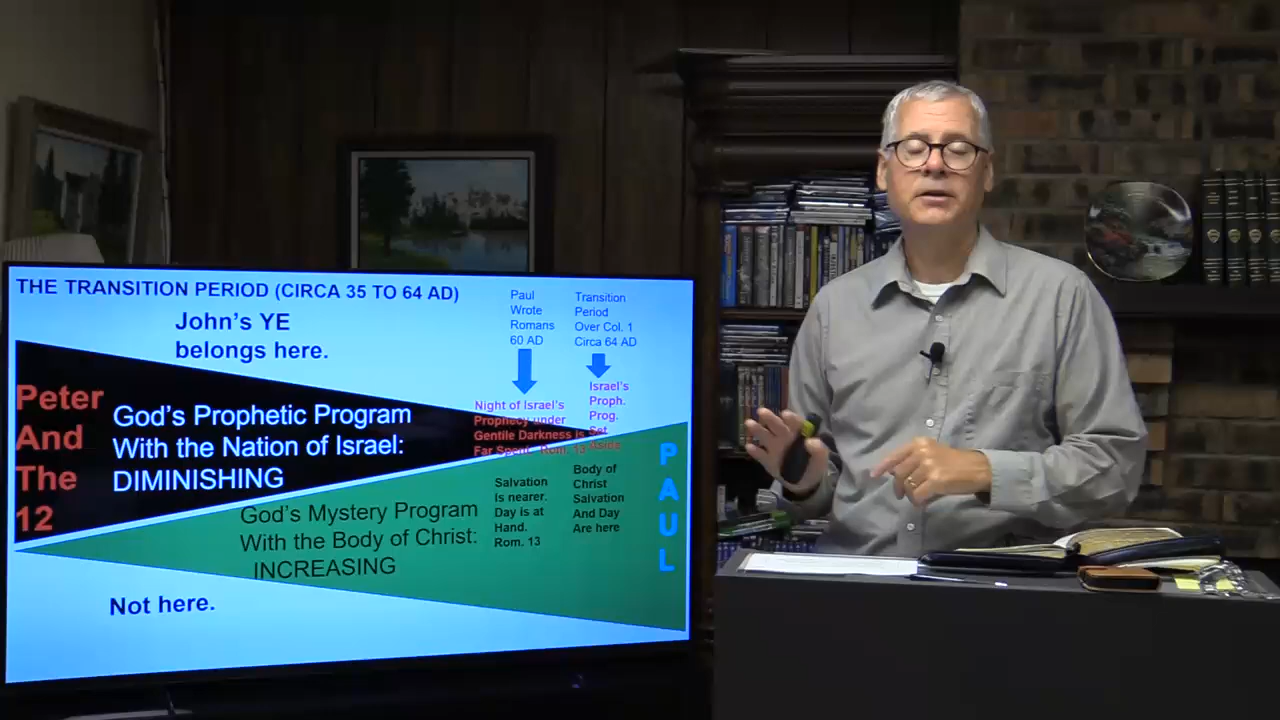 THE TRANSITION PERIOD (CIRCA 35 TO 64 AD)
John's YE
belongs here.
Paul
Wrote
Romans
60 AD
Transition
Period
Over Col. 1
Circa 64 AD
Peter
And
The
12
God's Prophetic Program
With the Nation of Israel:
DIMINISHING
Night of Israel's
Prophecy under
Gentile Darkness is
Far Spent. Rom. 13
Israel's
Proph.
Prog.
Set
God's Mystery Program
With the Body of Christ:
INCREASING
Salvation
Is nearer.
Day is at
Hand.
Rom. 13
Body of
Christ
Salvation
And Day
Are here
PAUL
Not here.